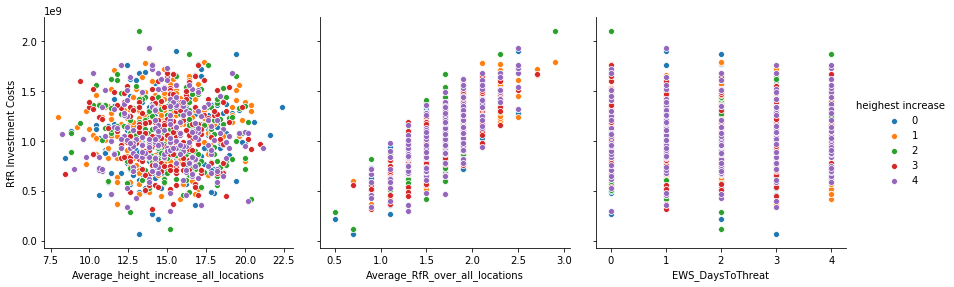 1e9
2.0
1.5
1.0
0.5
0.0
RfR Investment Costs
7.5 10.0 12.5 15.0 17.5 20.0 22.5
Average_height_increase_all_locations
0.5 1.0 1.5 2.0 2.5 3.0
Average_RfR_over_all_locations
0 1 2 3 4
EWS_DaysToThreat
heighest increase
0
1
2
3
4